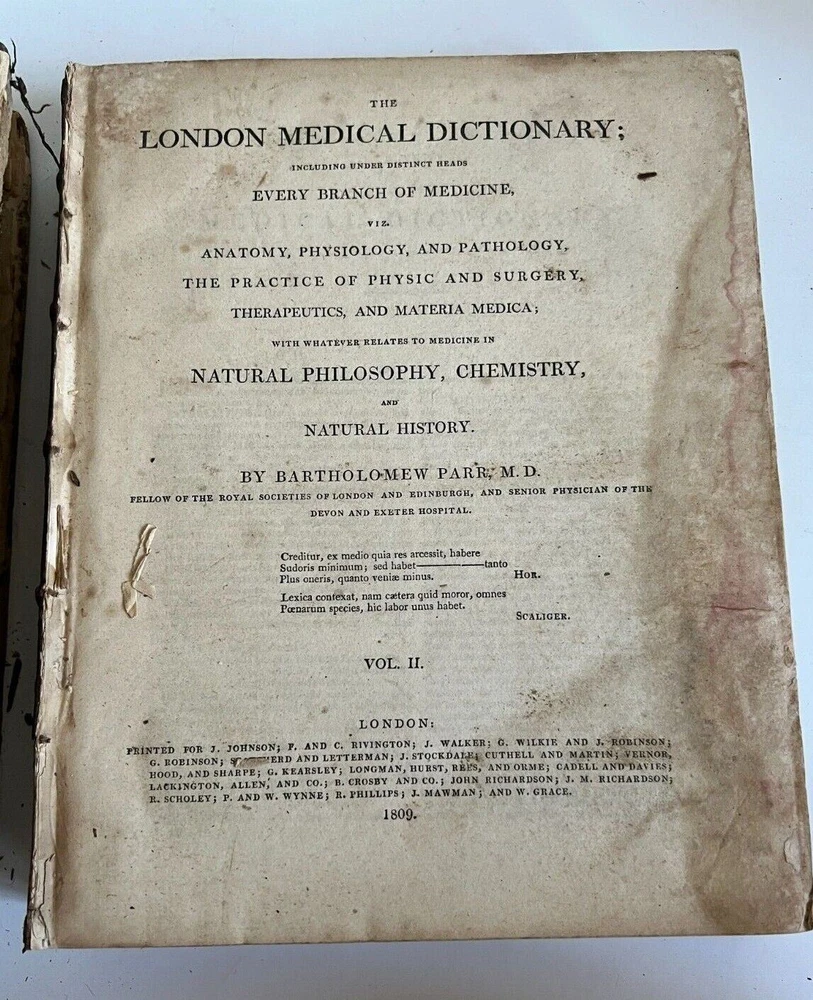 THE
LONDON MEDICAL DICTIONARY;
INCLUDING UNDER DISTINCT HEADS
EVERY BRANCH OF MEDICINE,
VIZ.
ANATOMY, PHYSIOLOGY, AND PATHOLOGY,
THE PRACTICE OF PHYSIC AND SURGERY,
THERAPEUTICS, AND MATERIA MEDICA;
WITH WHATEVER RELATES TO MEDICINE IN
NATURAL PHILOSOPHY, CHEMISTRY,
AND
NATURAL HISTORY.
BY BARTHOLOMEW PARR, M.D.
FELLOW OF THE ROYAL SOCIETIES OF LONDON AND EDINBURGH, AND SENIOR PHYSICIAN OF THE
DEVON AND EXETER HOSPITAL.
Creditur, ex medio quia res arcessit, habere
Sudoris minimum; sed habet————tanto
Plus oneris, quanto veniæ minus. HOR.
Lexica contexat, nam cætera quid moror, omnes
Pœnarum species, hic labor unus habet.
SCALIGER.
VOL. II.
LONDON:
PRINTED FOR J. JOHNSON; F. AND C. RIVINGTON; J. WALKER; G. WILKIE AND J. ROBINSON;
G. ROBINSON; AND LETTERMAN; J. STOCKDALE; CUTHELL AND MARTIN; VERNOR,
HOOD, AND SHARPE; G. KEARSLEY; LONGMAN, HURST, REES, AND ORME; CADELL AND DAVIES;
LACKINGTON, ALLEN, AND CO.; B. CROSBY AND CO.; JOHN RICHARDSON; J. M. RICHARDSON;
R. SCHOLEY; P. AND W. WYNNE; R. PHILLIPS; J. MAWMAN; AND W. GRACE.
1809.